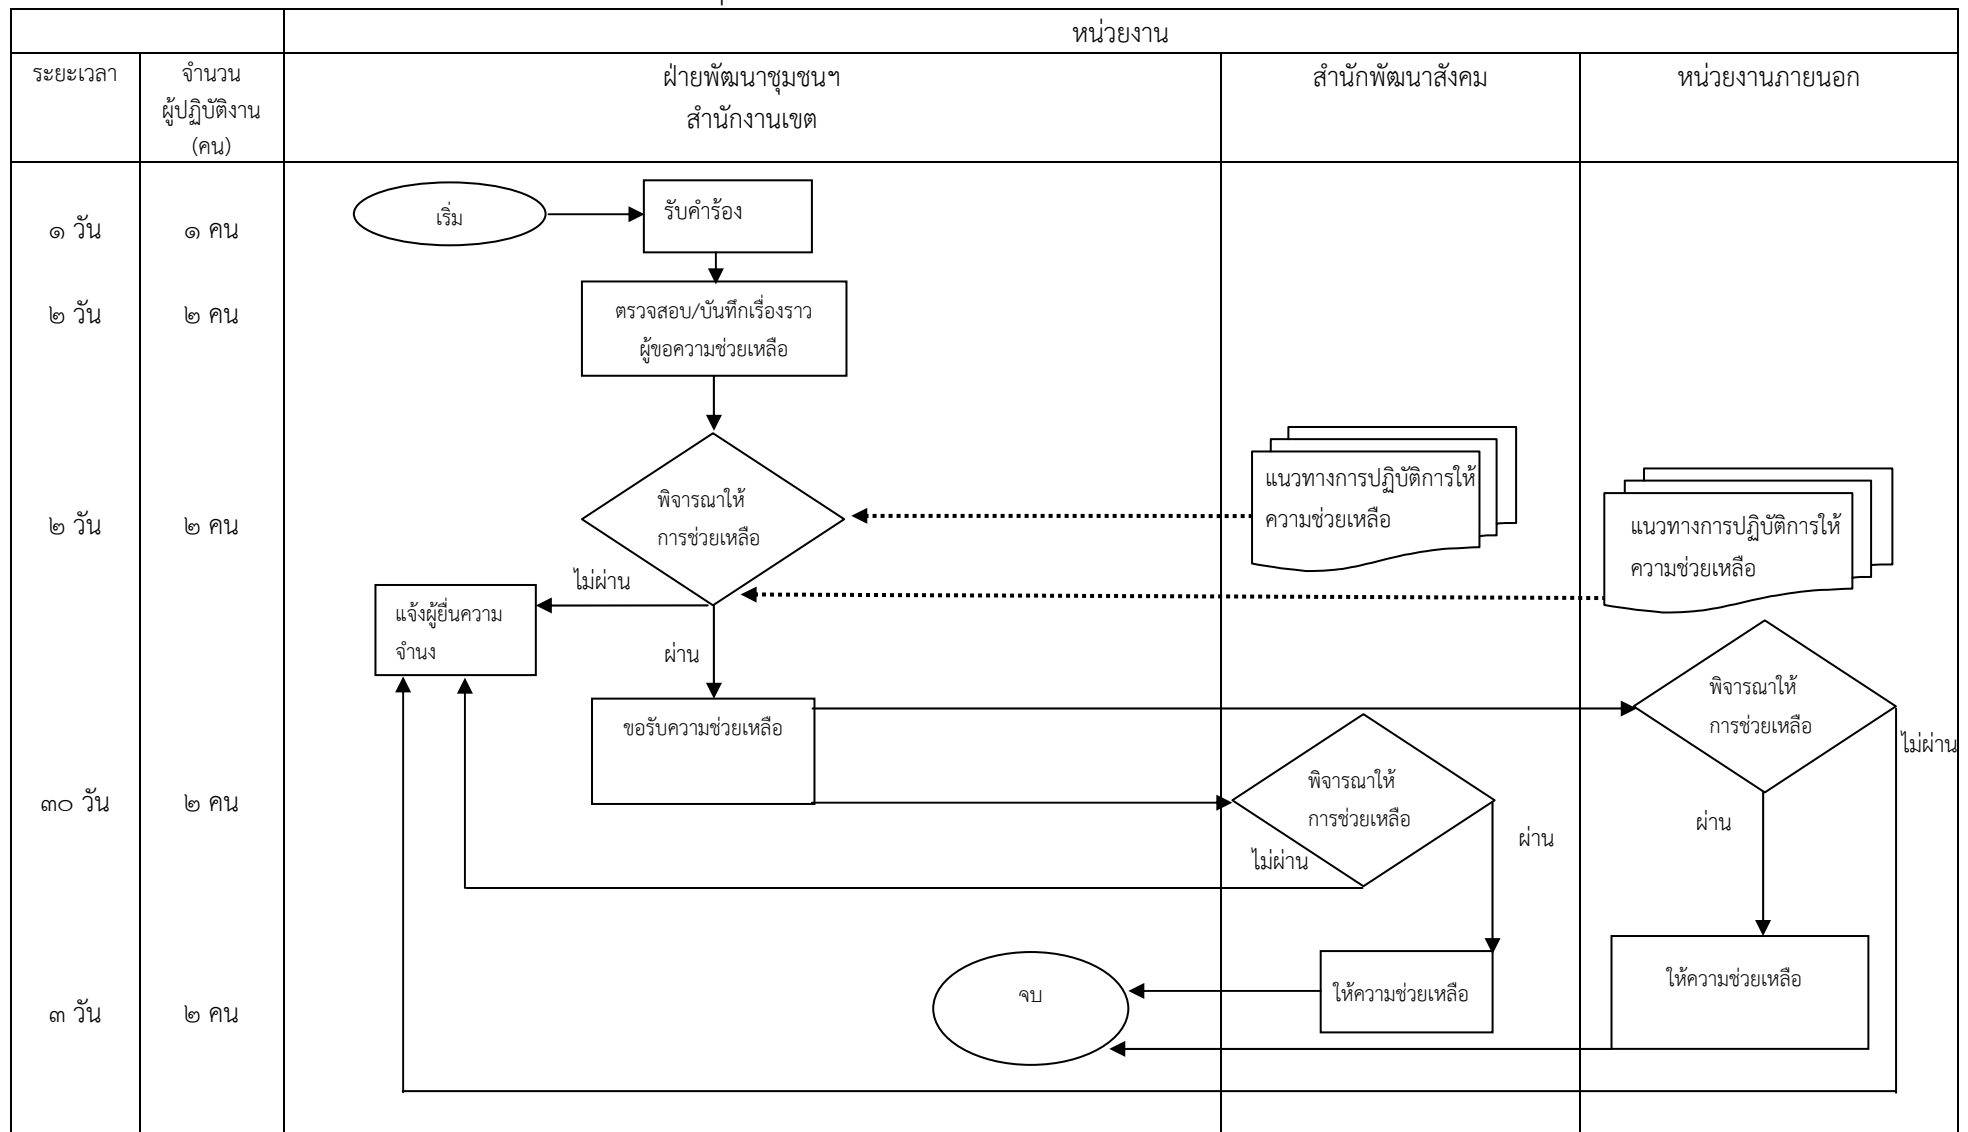 หน่วยงาน
ระยะเวลา
จำนวน
ผู้ปฏิบัติงาน
(คน)
ฝ่ายพัฒนาชุมชนฯ
สำนักงานเขต
สำนักพัฒนาสังคม
หน่วยงานภายนอก
๑ วัน
๑ คน
เริ่ม
รับคำร้อง
๒ วัน
๒ คน
ตรวจสอบ/บันทึกเรื่องราว
ผู้ขอความช่วยเหลือ
๒ วัน
๒ คน
พิจารณาให้
การช่วยเหลือ
แนวทางการปฏิบัติการให้
ความช่วยเหลือ
แนวทางการปฏิบัติการให้
ความช่วยเหลือ
ไม่ผ่าน
แจ้งผู้ยื่นความ
จำนง
ผ่าน
ขอรับความช่วยเหลือ
พิจารณาให้
การช่วยเหลือ
ไม่ผ่าน
๓๐ วัน
๒ คน
พิจารณาให้
การช่วยเหลือ
ไม่ผ่าน
ผ่าน
ผ่าน
๓ วัน
๒ คน
จบ
ให้ความช่วยเหลือ
ให้ความช่วยเหลือ